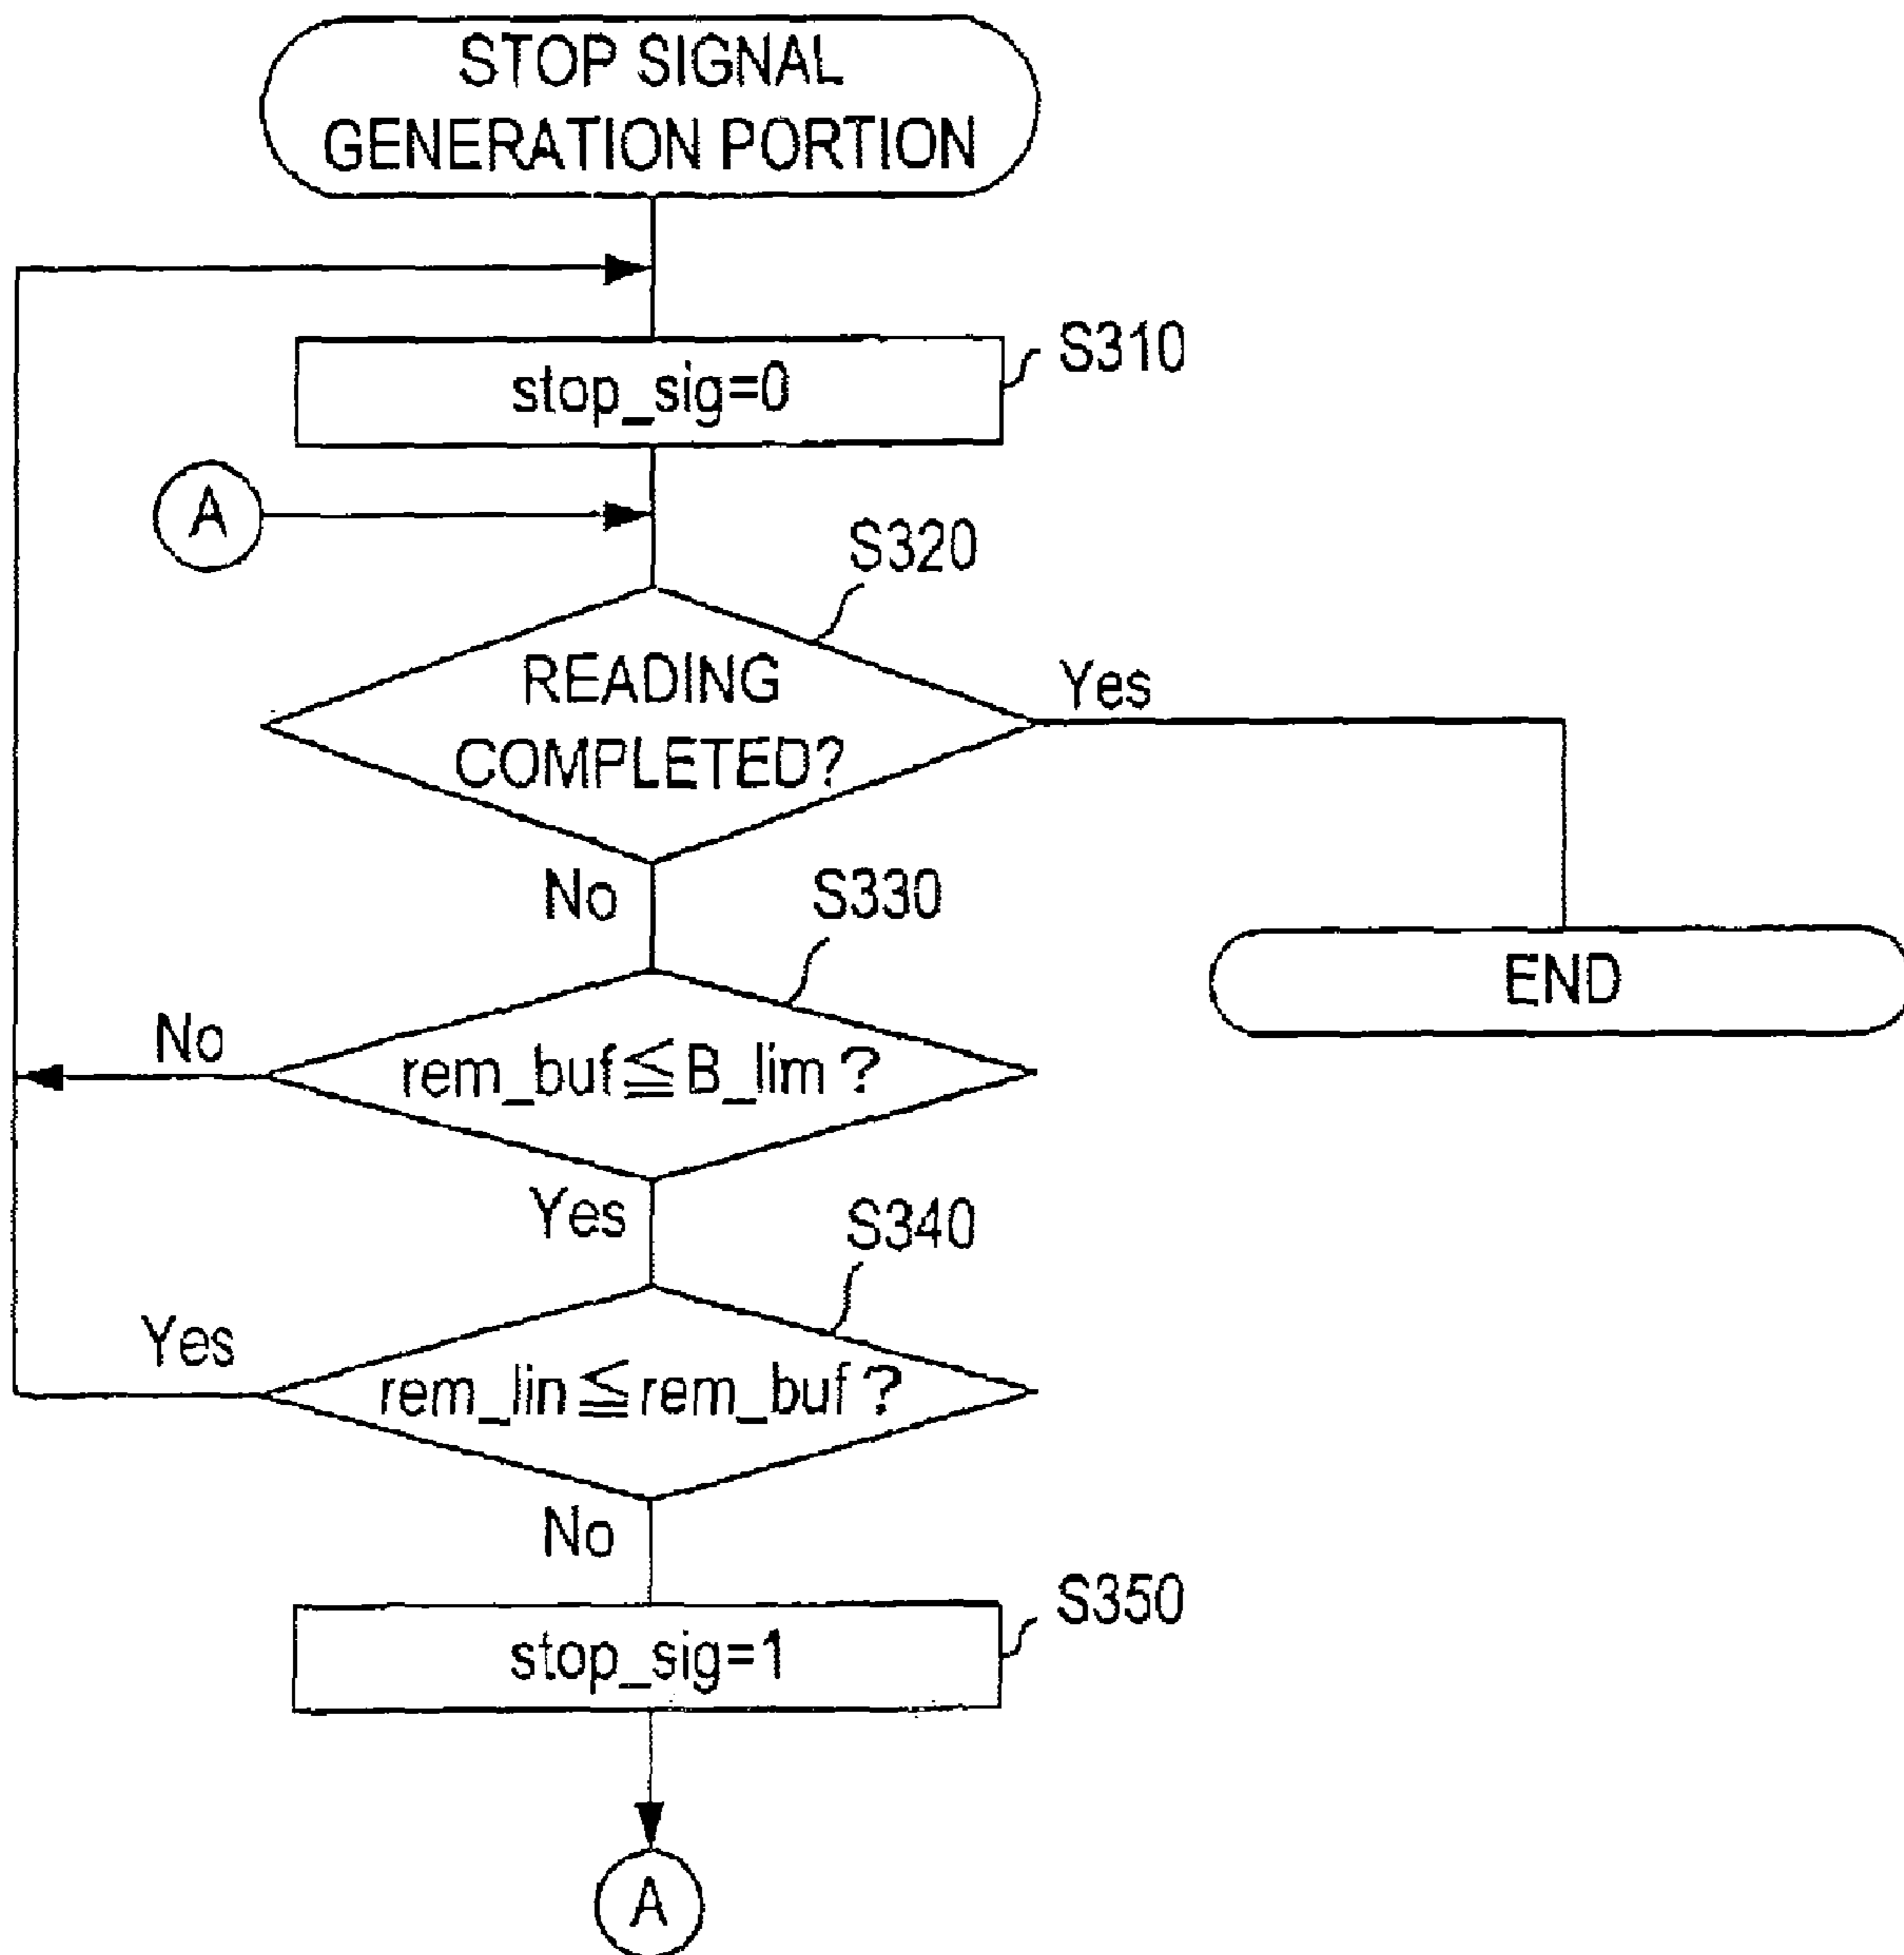 STOP SIGNAL
GENERATION PORTION
S310
stop_sig=0
A
S320
READING
COMPLETED?
Yes
No
S330
END
No
rem_buf≦B_lim ?
Yes
S340
Yes
rem_lin≦rem_buf ?
No
S350
stop_sig=1
A